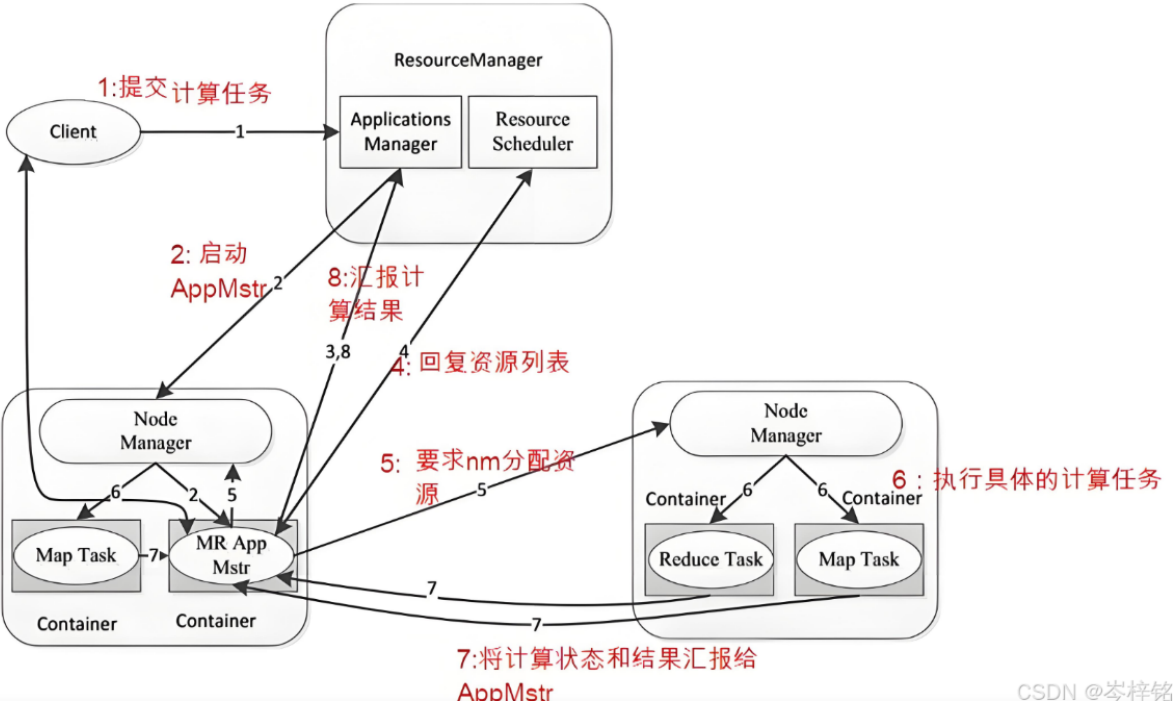 ResourceManager
1:提交计算任务
Client
1
Applications
Manager
Resource
Scheduler
2: 启动
AppMstr
2
8:汇报计
算结果
3,8
4
4: 回复资源列表
Node
Manager
6
2
5
Map Task
7
MR App
Mstr
Container
Container
5: 要求nm分配资
源
5
Node
Manager
6:执行具体的计算任务
Container
6
6
Container
Reduce Task
Map Task
7
7
7:将计算状态和结果汇报给
AppMstr
CSDN @岑梓铭